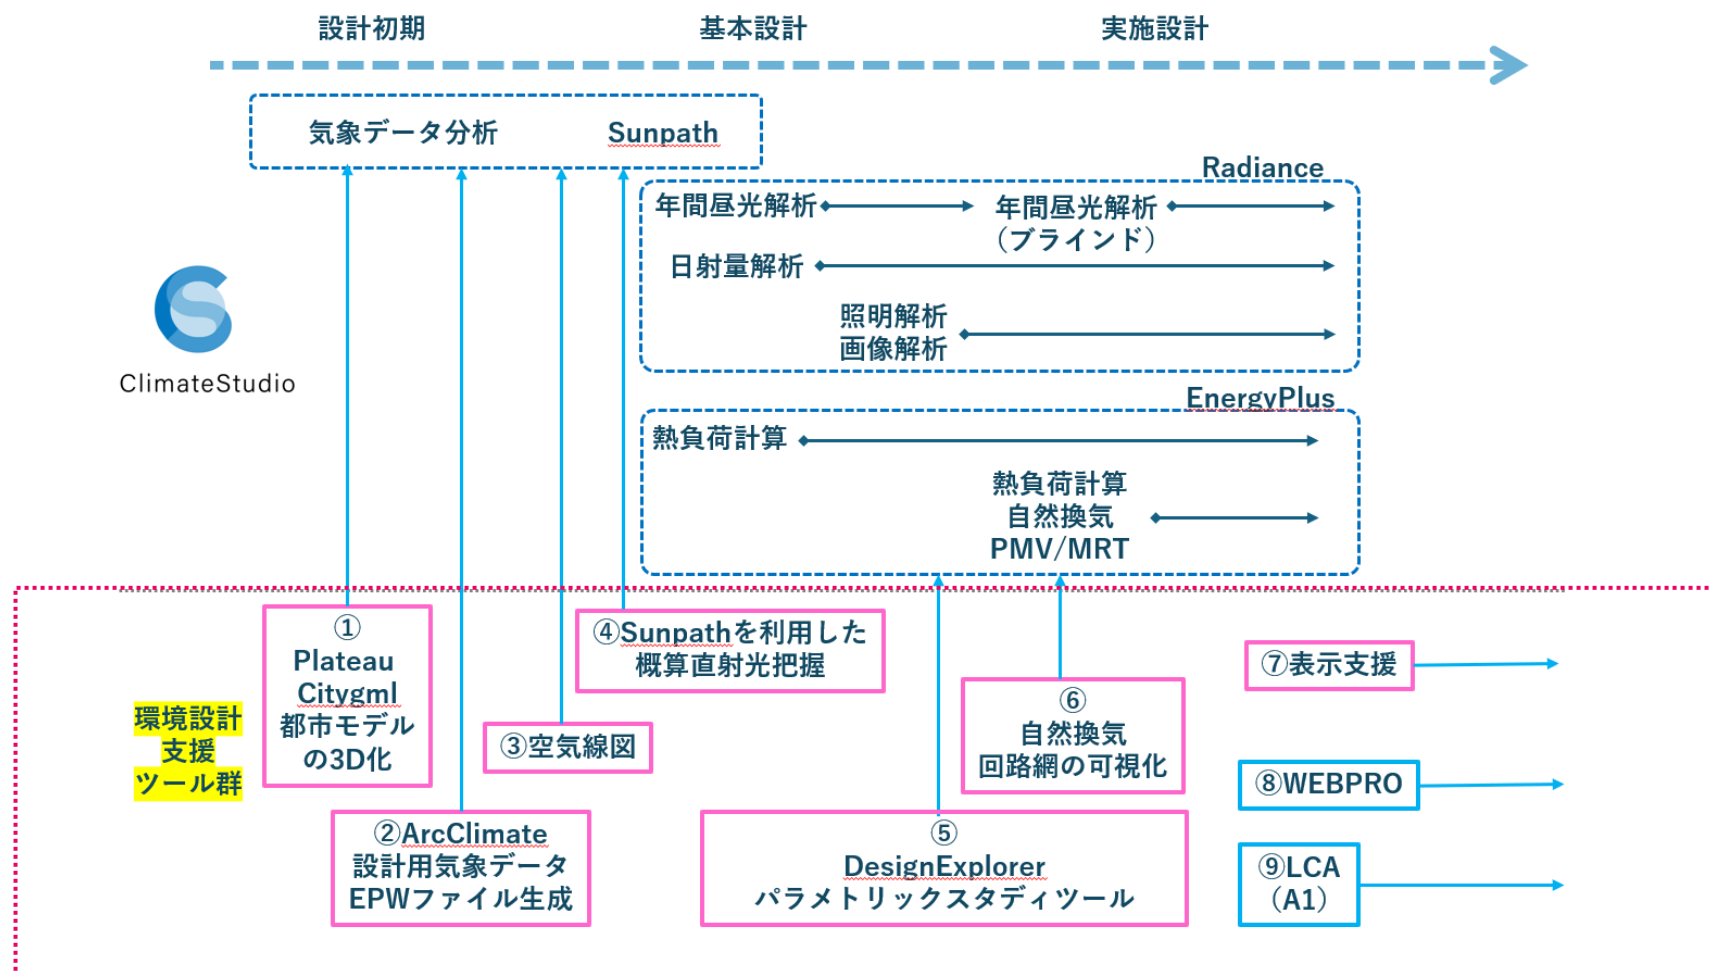 設計初期
基本設計
実施設計
気象データ分析
Sunpath
Radiance
年間昼光解析
年間昼光解析
（ブラインド）
日射量解析
照明解析
画像解析
ClimateStudio
EnergyPlus
熱負荷計算
熱負荷計算
自然換気
PMV/MRT
環境設計
支援
ツール群
①
Plateau
Citygml
都市モデル
の3D化
②ArcClimate
設計用気象データ
EPWファイル生成
③空気線図
④Sunpathを利用した
概算直射光把握
⑤
DesignExplorer
パラメトリックスタディツール
⑥
自然換気
回路網の可視化
⑦表示支援
⑧WEBPRO
⑨LCA
（A1）